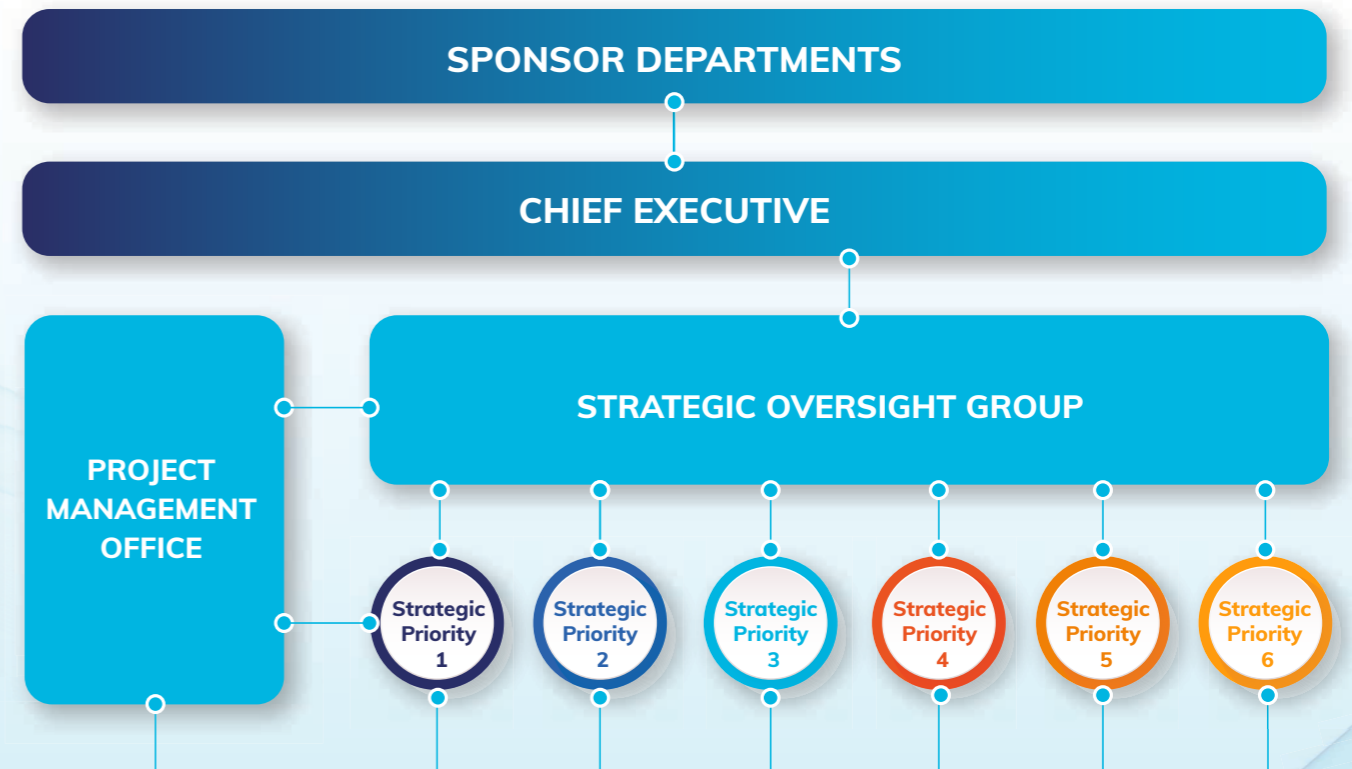 SPONSOR DEPARTMENTS
CHIEF EXECUTIVE
STRATEGIC OVERSIGHT GROUP
PROJECT
MANAGEMENT
OFFICE
Strategic
Priority
1
Strategic
Priority
2
Strategic
Priority
3
Strategic
Priority
4
Strategic
Priority
5
Strategic
Priority
6